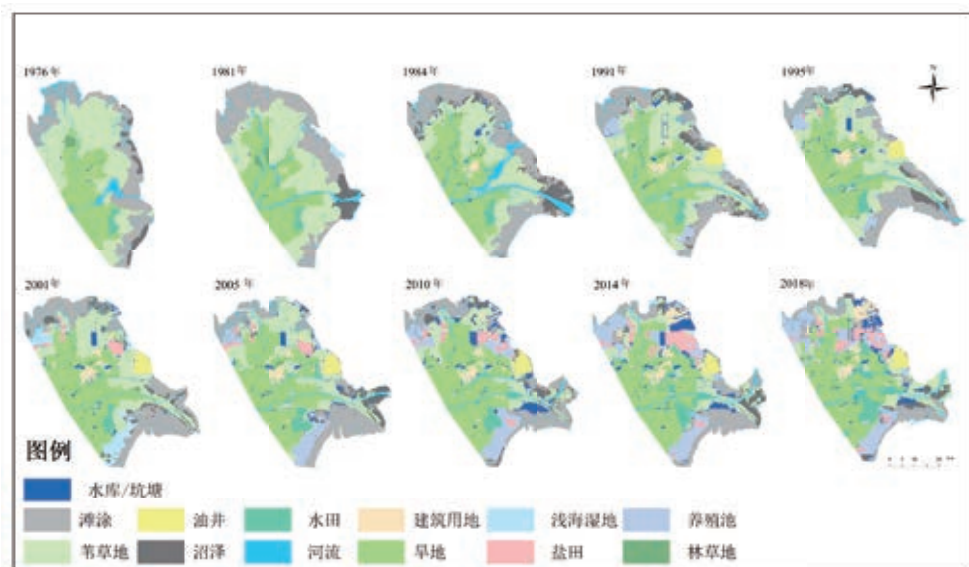 1976年 1981年 1984年 1991年 1995年
N
2001年 2005年 2010年 2014年 2018年
图例
水库/坑塘
滩涂 油井 水田 建筑用地 浅海湿地 养殖池
苇草地 沼泽 河流 旱地 盐田 林草地